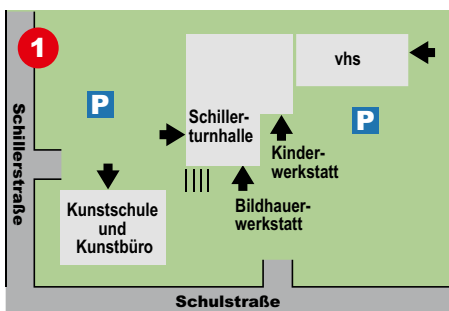 1
vhs
P
Schiller-
turnhalle
P
Kinder-
werkstatt
Schillerstraße
Kunstschule
und
Kunstbüro
Bildhauer-
werkstatt
Schulstraße